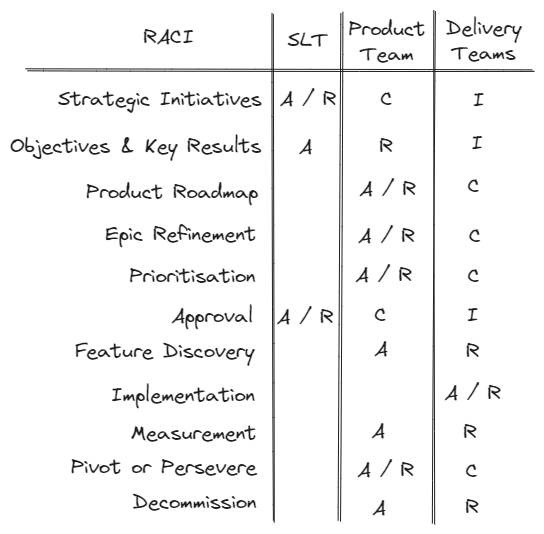 RACI SLT Product Team Delivery Teams
Strategic Initiatives A / R C I
Objectives & Key Results A R I
Product Roadmap A / R C
Epic Refinement A / R C
Prioritisation A / R C
Approval A / R C I
Feature Discovery A R
Implementation A / R
Measurement A R
Pivot or Persevere A / R C
Decommission A R